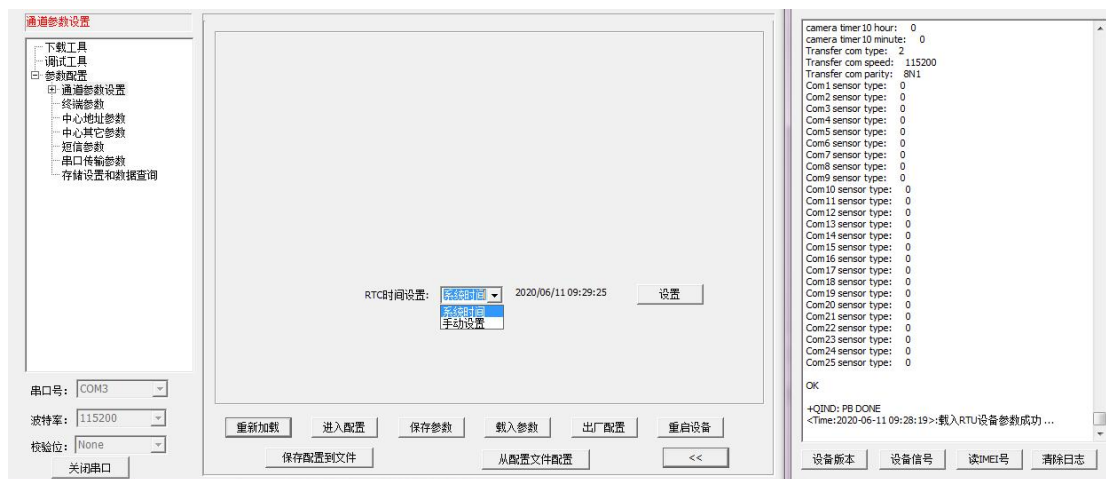 通道参数设置
下载工具
调试工具
参数配置
通道参数设置
终端参数
中心地址参数
中心其它参数
短信参数
串口传输参数
存储设置和数据查询
串口号: COM3
波特率: 115200
校验位: None
关闭串口
RTC时间设置: 系统时间 2020/06/11 09:29:25 设置
系统时间
手动设置
重新加载 进入配置 保存参数 载入参数 出厂配置 重启设备
保存配置到文件 从配置文件配置 <<
camera timer10 hour: 0
camera timer10 minute: 0
Transfer com type: 2
Transfer com speed: 115200
Transfer com parity: 8N1
Com1 sensor type: 0
Com2 sensor type: 0
Com3 sensor type: 0
Com4 sensor type: 0
Com5 sensor type: 0
Com6 sensor type: 0
Com7 sensor type: 0
Com8 sensor type: 0
Com9 sensor type: 0
Com10 sensor type: 0
Com11 sensor type: 0
Com12 sensor type: 0
Com13 sensor type: 0
Com14 sensor type: 0
Com15 sensor type: 0
Com16 sensor type: 0
Com17 sensor type: 0
Com18 sensor type: 0
Com19 sensor type: 0
Com20 sensor type: 0
Com21 sensor type: 0
Com22 sensor type: 0
Com23 sensor type: 0
Com24 sensor type: 0
Com25 sensor type: 0
OK
+QIND: PB DONE
<Time:2020-06-11 09:28:19>:载入RTU设备参数成功 ...
设备版本 设备信号 读IMEI号 清除日志